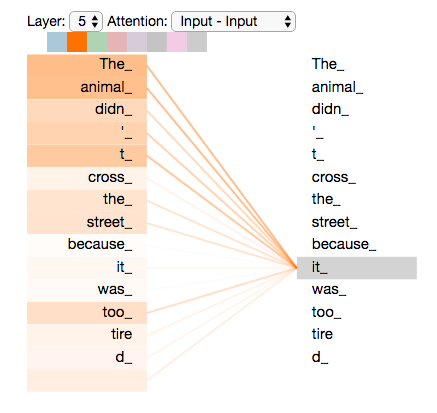 Layer: 5 Attention: Input - Input
The_ The_
animal_ animal_
didn_ didn_
'_ '_
t_ t_
cross_ cross_
the_ the_
street_ street_
because_ because_
it_ it_
was_ was_
too_ too_
tire tire
d_ d_